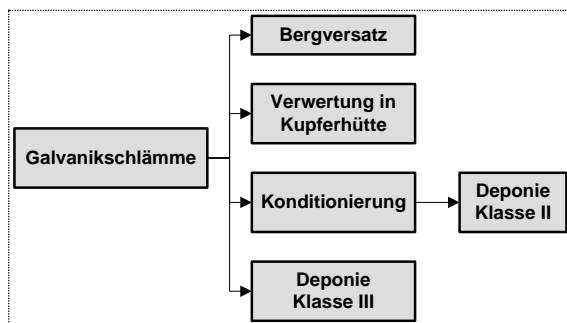 Bergversatz
Verwertung in
Kupferhütte
Galvanikschlämme
Konditionierung
Deponie
Klasse II
Deponie
Klasse III